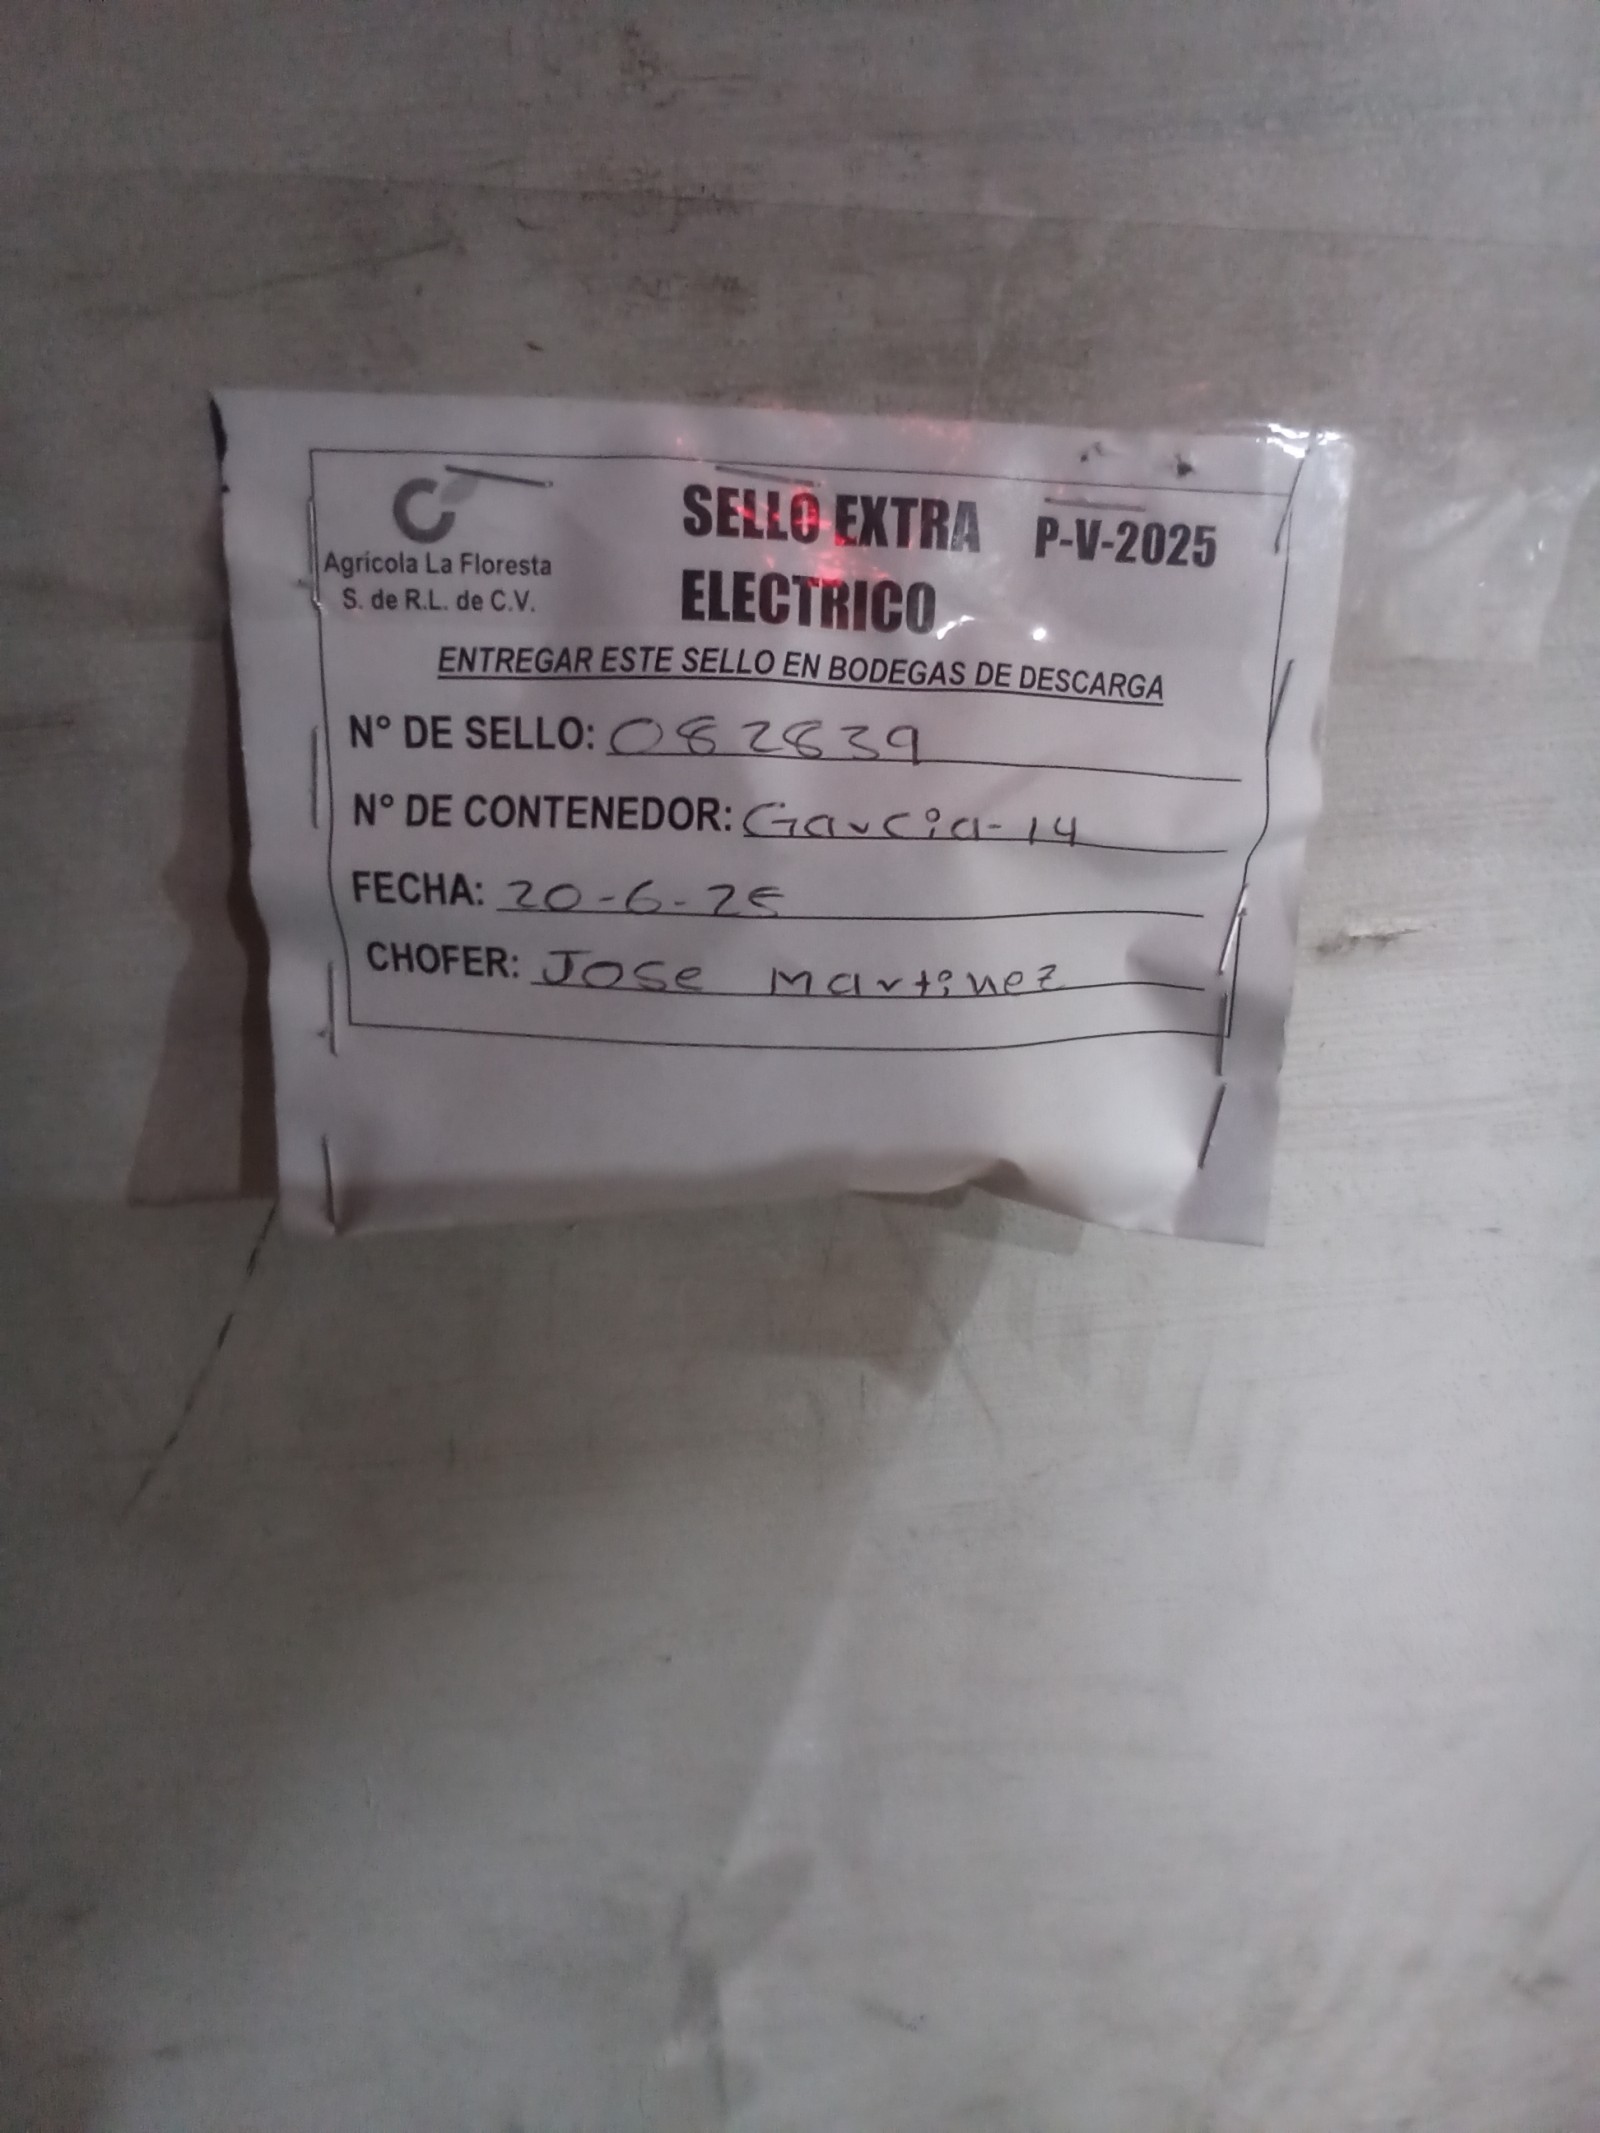 Agrícola La Floresta
S. de R.L. de C.V.
SELLO EXTRA P-V-2025
ELECTRICO
ENTREGAR ESTE SELLO EN BODEGAS DE DESCARGA
N° DE SELLO: 082839
N° DE CONTENEDOR: Garcia-14
FECHA: 20-6-25
CHOFER: Jose Martinez